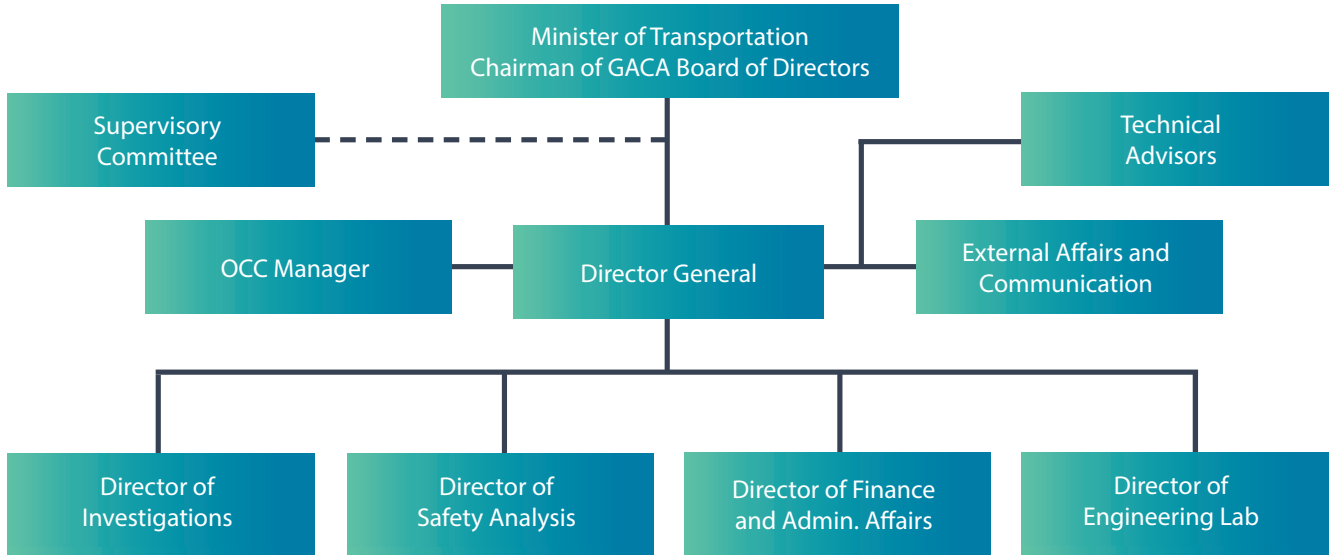 Minister of Transportation
Chairman of GACA Board of Directors
Supervisory
Committee
Technical
Advisors
OCC Manager
Director General
External Affairs and
Communication
Director of
Investigations
Director of
Safety Analysis
Director of Finance
and Admin. Affairs
Director of
Engineering Lab